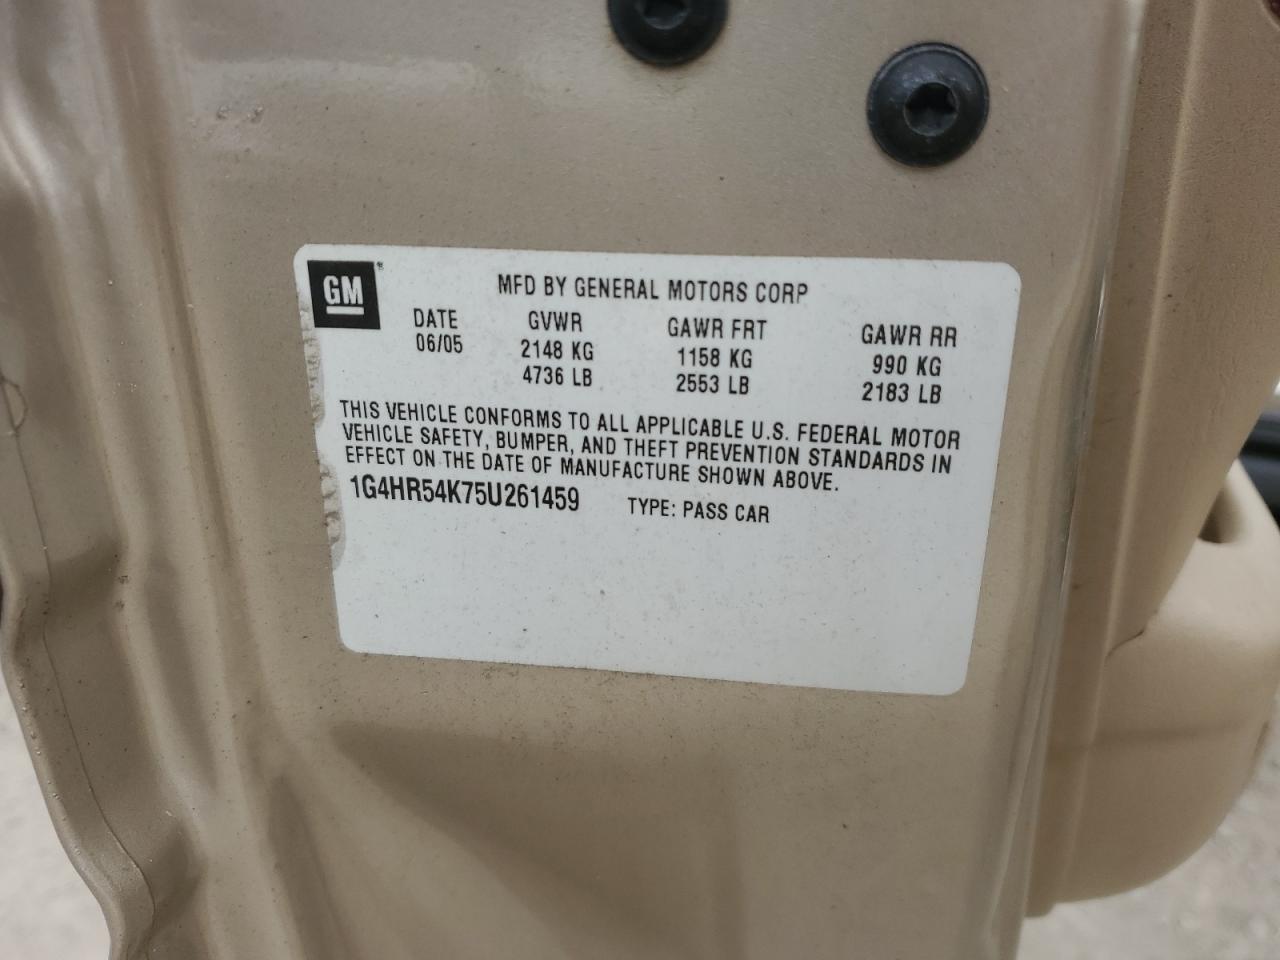 GM
MFD BY GENERAL MOTORS CORP
DATE GVWR GAWR FRT GAWR RR
06/05 2148 KG 1158 KG 990 KG
4736 LB 2553 LB 2183 LB
THIS VEHICLE CONFORMS TO ALL APPLICABLE U.S. FEDERAL MOTOR
VEHICLE SAFETY, BUMPER, AND THEFT PREVENTION STANDARDS IN
EFFECT ON THE DATE OF MANUFACTURE SHOWN ABOVE.
1G4HR54K75U261459 TYPE: PASS CAR